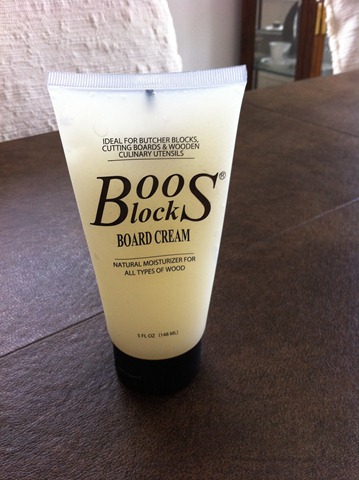 IDEAL FOR BUTCHER BLOCKS,
CUTTING BOARDS & WOODEN
CULINARY UTENSILS
BOOS®
BLOCKS
BOARD CREAM
NATURAL MOISTURIZER FOR
ALL TYPES OF WOOD
5 FL OZ (148 ML)